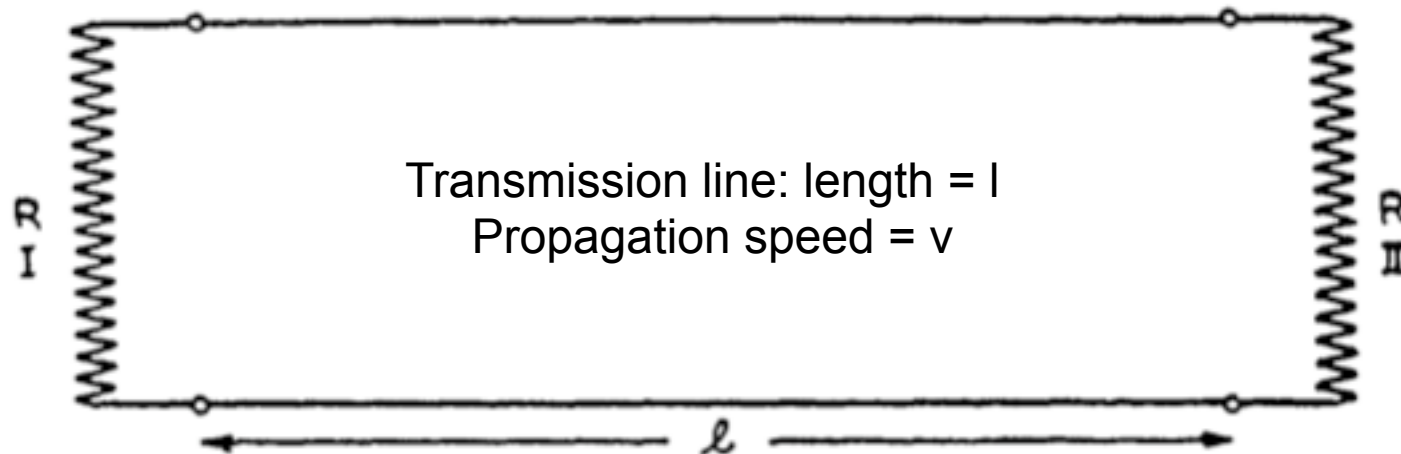 Transmission line: length = l
Propagation speed = v
R
I
R
II
ℓ